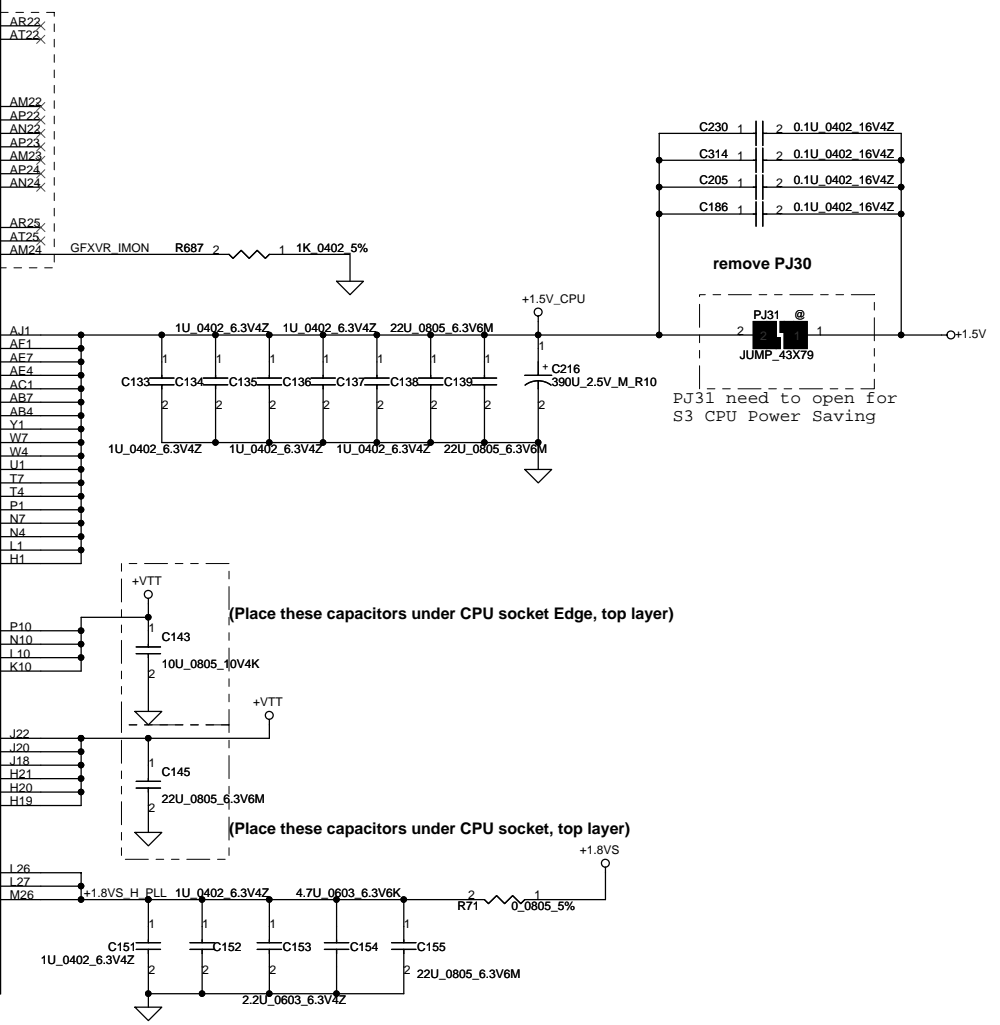 AR22
AT22
AM22
AP22
AN22
AP23
AM23
AP24
AN24
AR25
AT25
AM24 GFXVR_IMON R687 2 1 1K_0402_5%
C230 1 2 0.1U_0402_16V4Z
C314 1 2 0.1U_0402_16V4Z
C205 1 2 0.1U_0402_16V4Z
C186 1 2 0.1U_0402_16V4Z
remove PJ30
+1.5V_CPU
PJ31 @
2 2 1 1
JUMP_43X79
+1.5V
PJ31 need to open for
S3 CPU Power Saving
AJ1
AF1
AE7
AE4
AC1
AB7
AB4
Y1
W7
W4
U1
T7
T4
P1
N7
N4
L1
H1
1U_0402_6.3V4Z 1U_0402_6.3V4Z 22U_0805_6.3V6M
1 1 1 1 1 1 1 1
C133 C134 C135 C136 C137 C138 C139
+ C216
390U_2.5V_M_R10
2 2 2 2 2 2 2 2
1U_0402_6.3V4Z 1U_0402_6.3V4Z 1U_0402_6.3V4Z 22U_0805_6.3V6M
+VTT
(Place these capacitors under CPU socket Edge, top layer)
P10
N10
L10
K10
1
C143
10U_0805_10V4K
2
+VTT
J22
J20
J18
H21
H20
H19
1
C145
22U_0805_6.3V6M
2
(Place these capacitors under CPU socket, top layer)
+1.8VS
L26
L27
M26 +1.8VS_H_PLL 1U_0402_6.3V4Z 4.7U_0603_6.3V6K
R71 2 1 0_0805_5%
1 1 1 1 1
C151 C152 C153 C154 C155
1U_0402_6.3V4Z
2 2 2 2 2 22U_0805_6.3V6M
2.2U_0603_6.3V4Z